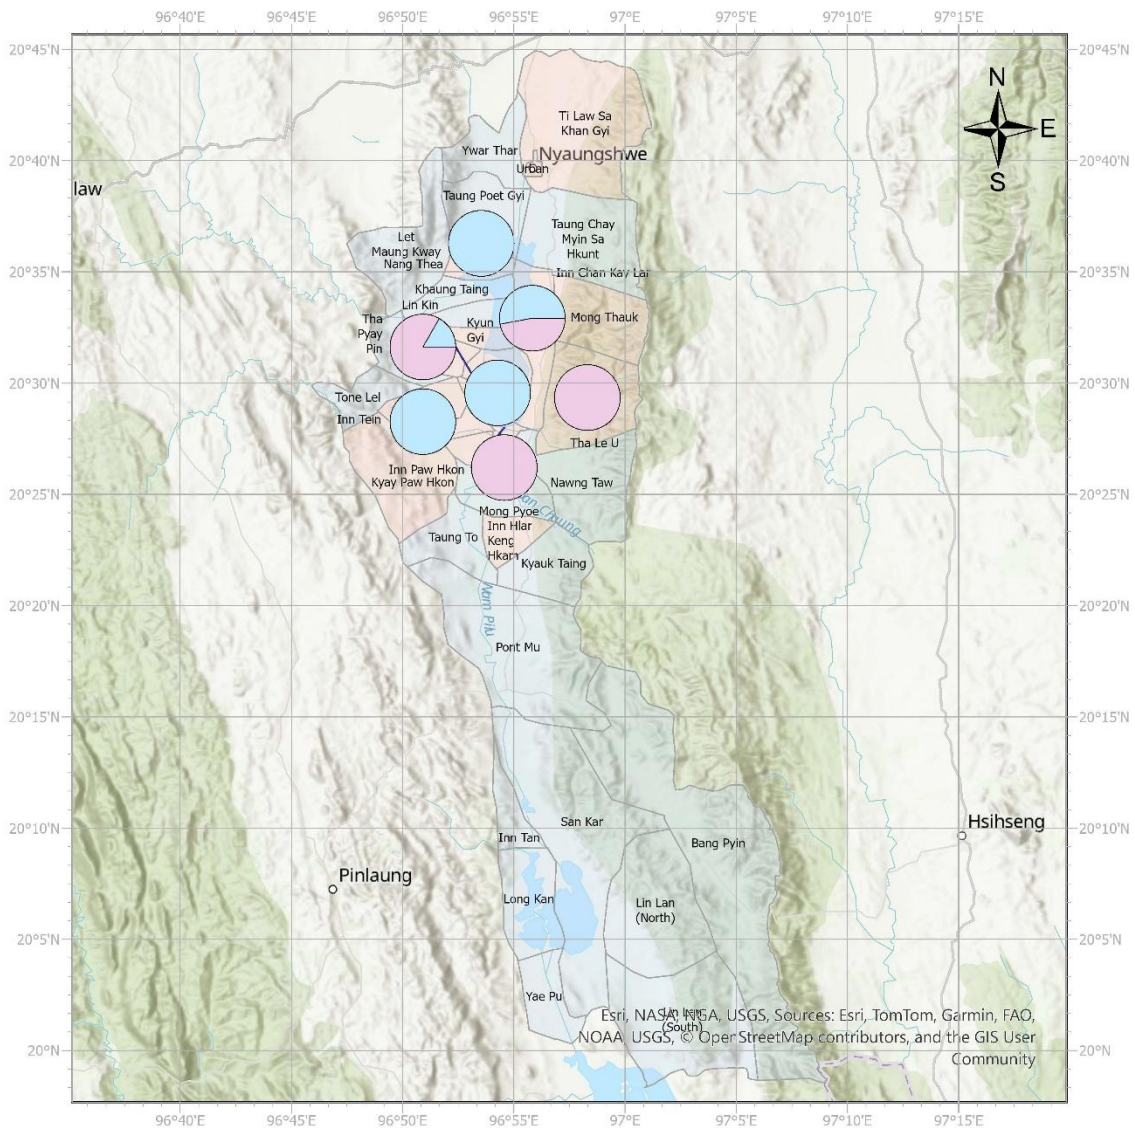 96°40'E
96°45'E
96°50'E
96°55'E
97°E
97°5'E
97°10'E
97°15'E
20°45'N
20°45'N
N
E
S
Ti Law Sa
Khan Gyi
Ywar Thar
Nyaungshwe
Urban
20°40'N
20°40'N
law
Taung Poet Gyi
Let
Maung Kway
Nang Thea
Taung Chay
Myin Sa
Hkunt
20°35'N
20°35'N
Inn Chan Kay Lar
Khaung Taing
Lin Kin
Tha
Pyay
Pin
Kyun
Gyi
Mong Thauk
20°30'N
20°30'N
Tone Lel
Inn Tein
Tha Le U
Inn Paw Hkon
Kyay Paw Hkon
Nawng Taw
20°25'N
20°25'N
Chaung
Mong Pyoe
Inn Hlar
Keng
Hkam
Taung To
Kyauk Taing
20°20'N
20°20'N
Nam Pilu
Pont Mu
20°15'N
20°15'N
San Kar
Hsihseng
20°10'N
20°10'N
Inn Tan
Bang Pyin
Pinlaung
Long Kan
Lin Lan
(North)
20°5'N
20°5'N
Yae Pu
Lin Lan
(South)
Esri, NASA, NGA, USGS, Sources: Esri, TomTom, Garmin, FAO,
NOAA, USGS, © OpenStreetMap contributors, and the GIS User
Community
20°N
20°N
96°40'E
96°45'E
96°50'E
96°55'E
97°E
97°5'E
97°10'E
97°15'E